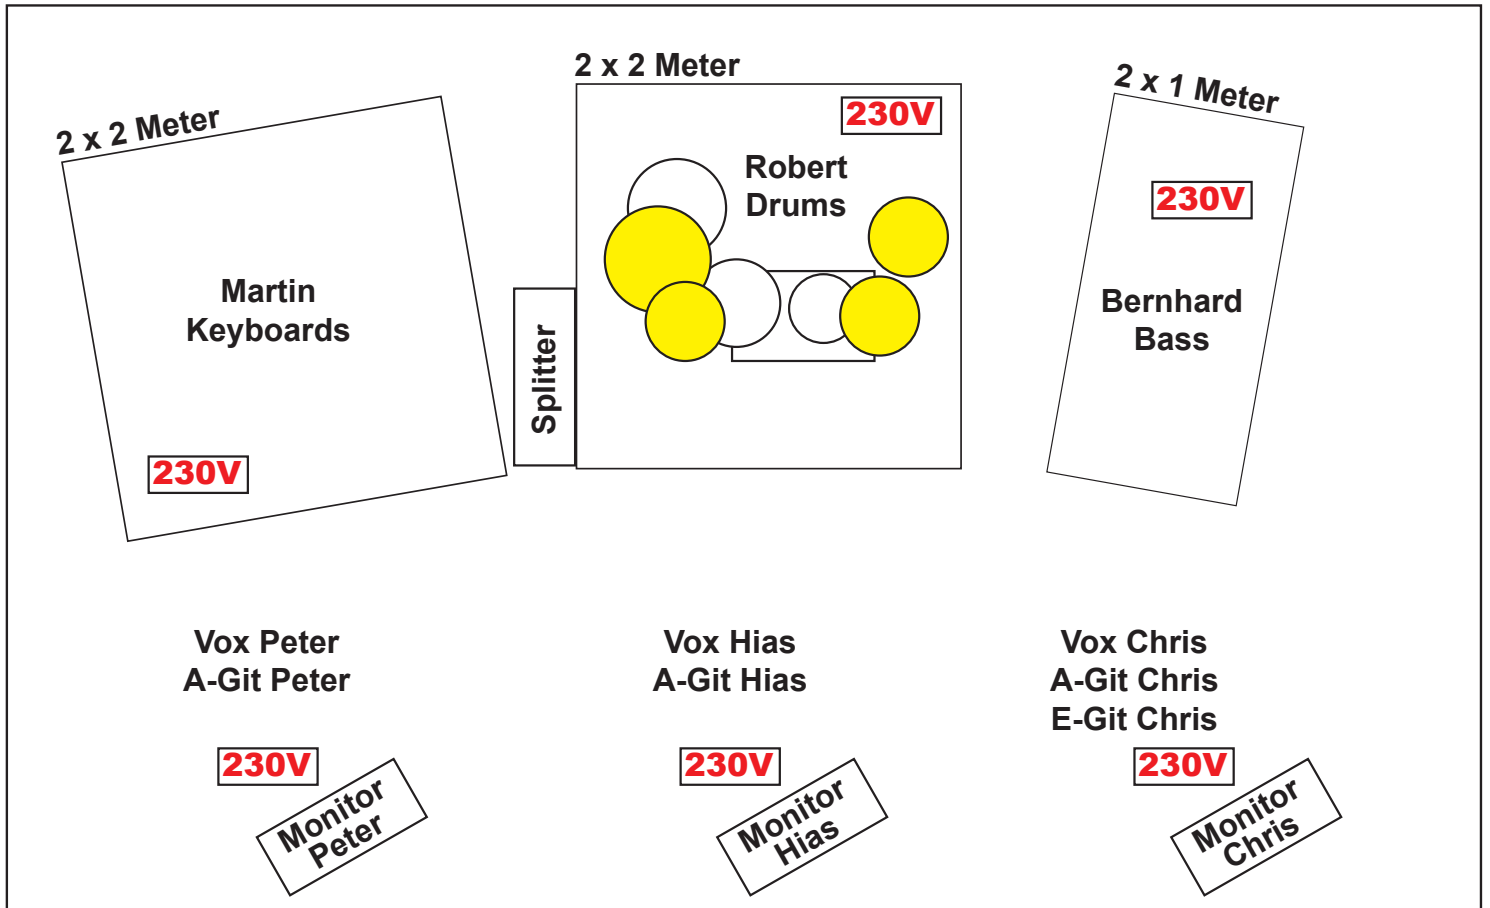 2 x 2 Meter
2 x 2 Meter
2 x 1 Meter
230V
Robert
Drums
230V
Martin
Keyboards
Bernhard
Bass
Splitter
230V
Vox Peter
A-Git Peter
Vox Hias
A-Git Hias
Vox Chris
A-Git Chris
E-Git Chris
230V
230V
230V
Monitor
Peter
Monitor
Hias
Monitor
Chris